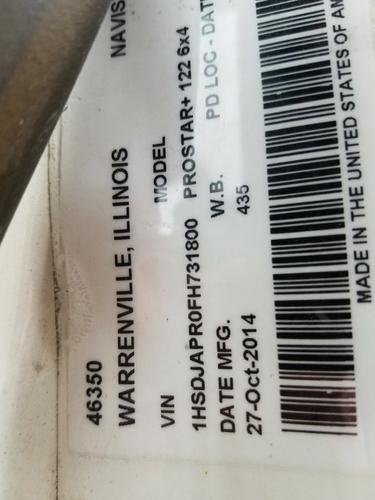 46350
WARRENVILLE, ILLINOIS NAVIS
VIN MODEL
1HSDJAPR0FH731800 PROSTAR+ 122 6x4
DATE MFG. W.B. PD LOC - DAT
27-Oct-2014 435
MADE IN THE UNITED STATES OF AM